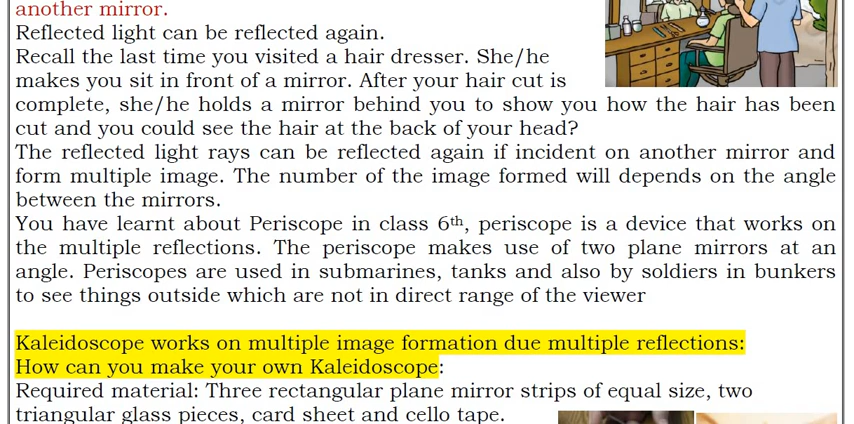 another mirror.
Reflected light can be reflected again.
Recall the last time you visited a hair dresser. She/he
makes you sit in front of a mirror. After your hair cut is
complete, she/he holds a mirror behind you to show you how the hair has been
cut and you could see the hair at the back of your head?
The reflected light rays can be reflected again if incident on another mirror and
form multiple image. The number of the image formed will depends on the angle
between the mirrors.
You have learnt about Periscope in class 6th, periscope is a device that works on
the multiple reflections. The periscope makes use of two plane mirrors at an
angle. Periscopes are used in submarines, tanks and also by soldiers in bunkers
to see things outside which are not in direct range of the viewer
Kaleidoscope works on multiple image formation due multiple reflections:
How can you make your own Kaleidoscope:
Required material: Three rectangular plane mirror strips of equal size, two
triangular glass pieces, card sheet and cello tape.